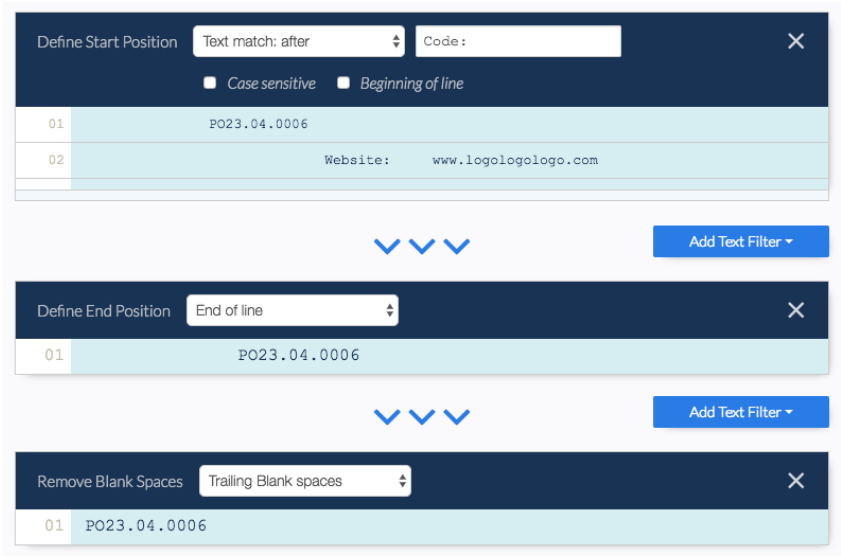 Define Start Position Text match: after Code:
Case sensitive Beginning of line
01 PO23.04.0006
02 Website: www.logologologo.com
Add Text Filter
Define End Position End of line
01 PO23.04.0006
Add Text Filter
Remove Blank Spaces Trailing Blank spaces
01 PO23.04.0006